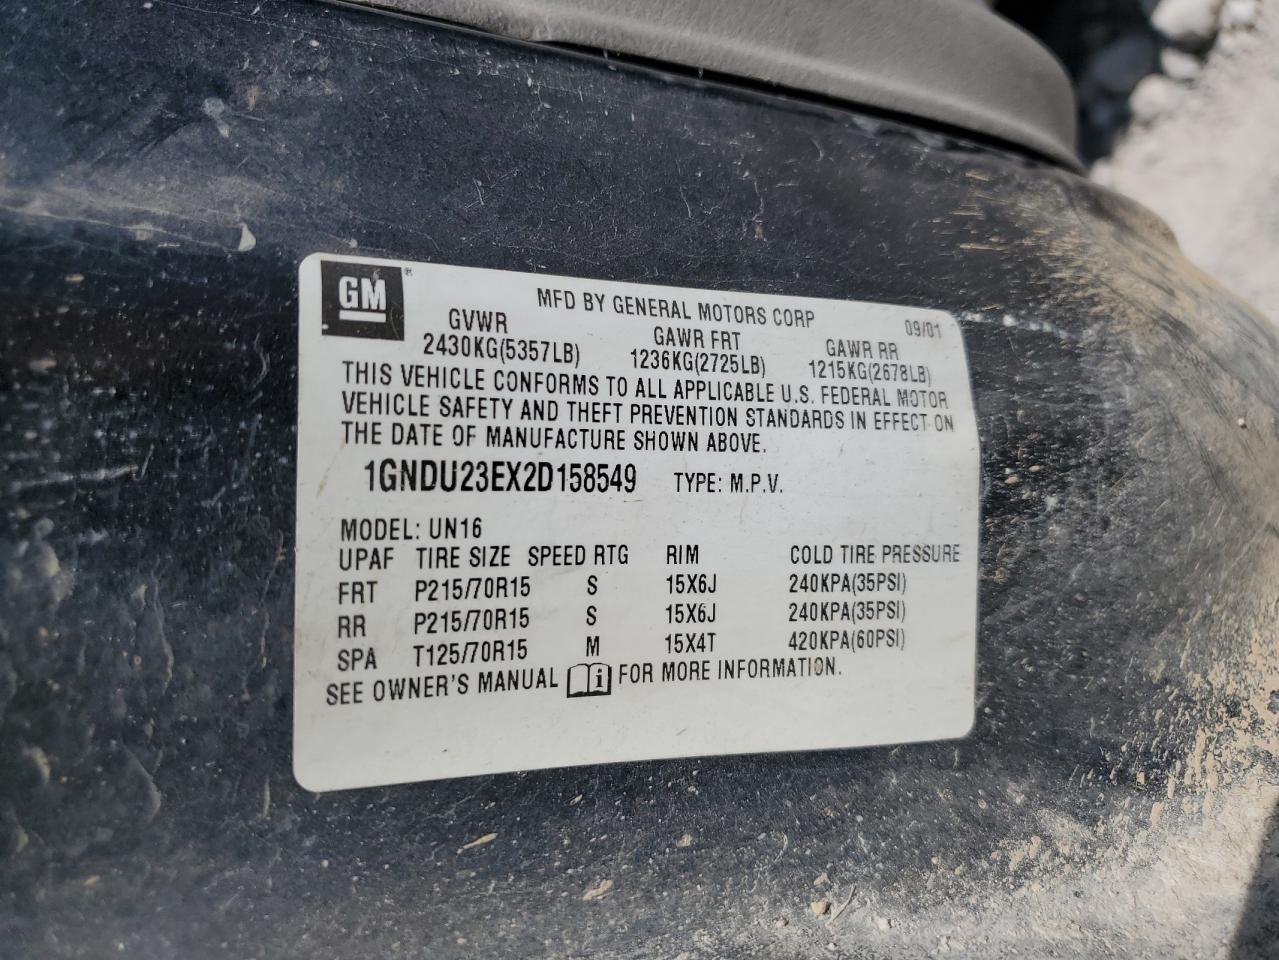 GM®
MFD BY GENERAL MOTORS CORP 09/01
GVWR GAWR FRT GAWR RR
2430KG(5357LB) 1236KG(2725LB) 1215KG(2678LB)
THIS VEHICLE CONFORMS TO ALL APPLICABLE U.S. FEDERAL MOTOR
VEHICLE SAFETY AND THEFT PREVENTION STANDARDS IN EFFECT ON
THE DATE OF MANUFACTURE SHOWN ABOVE.
1GNDU23EX2D158549 TYPE: M.P.V.
MODEL: UN16
UPAF TIRE SIZE SPEED RTG RIM COLD TIRE PRESSURE
FRT P215/70R15 S 15X6J 240KPA(35PSI)
RR P215/70R15 S 15X6J 240KPA(35PSI)
SPA T125/70R15 M 15X4T 420KPA(60PSI)
SEE OWNER'S MANUAL i FOR MORE INFORMATION.